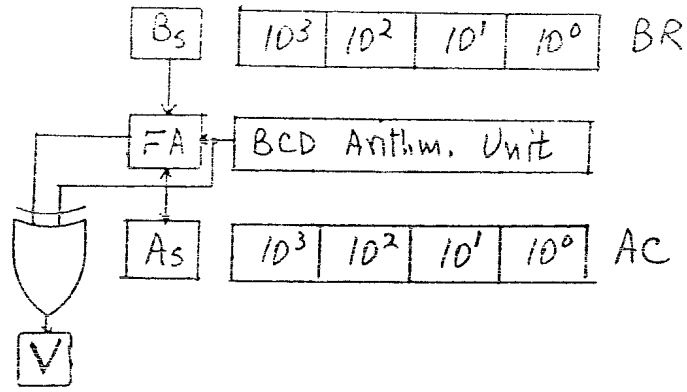 Bs 10³ 10² 10¹ 10⁰ BR
FA BCD Arithm. Unit
As 10³ 10² 10¹ 10⁰ AC
V